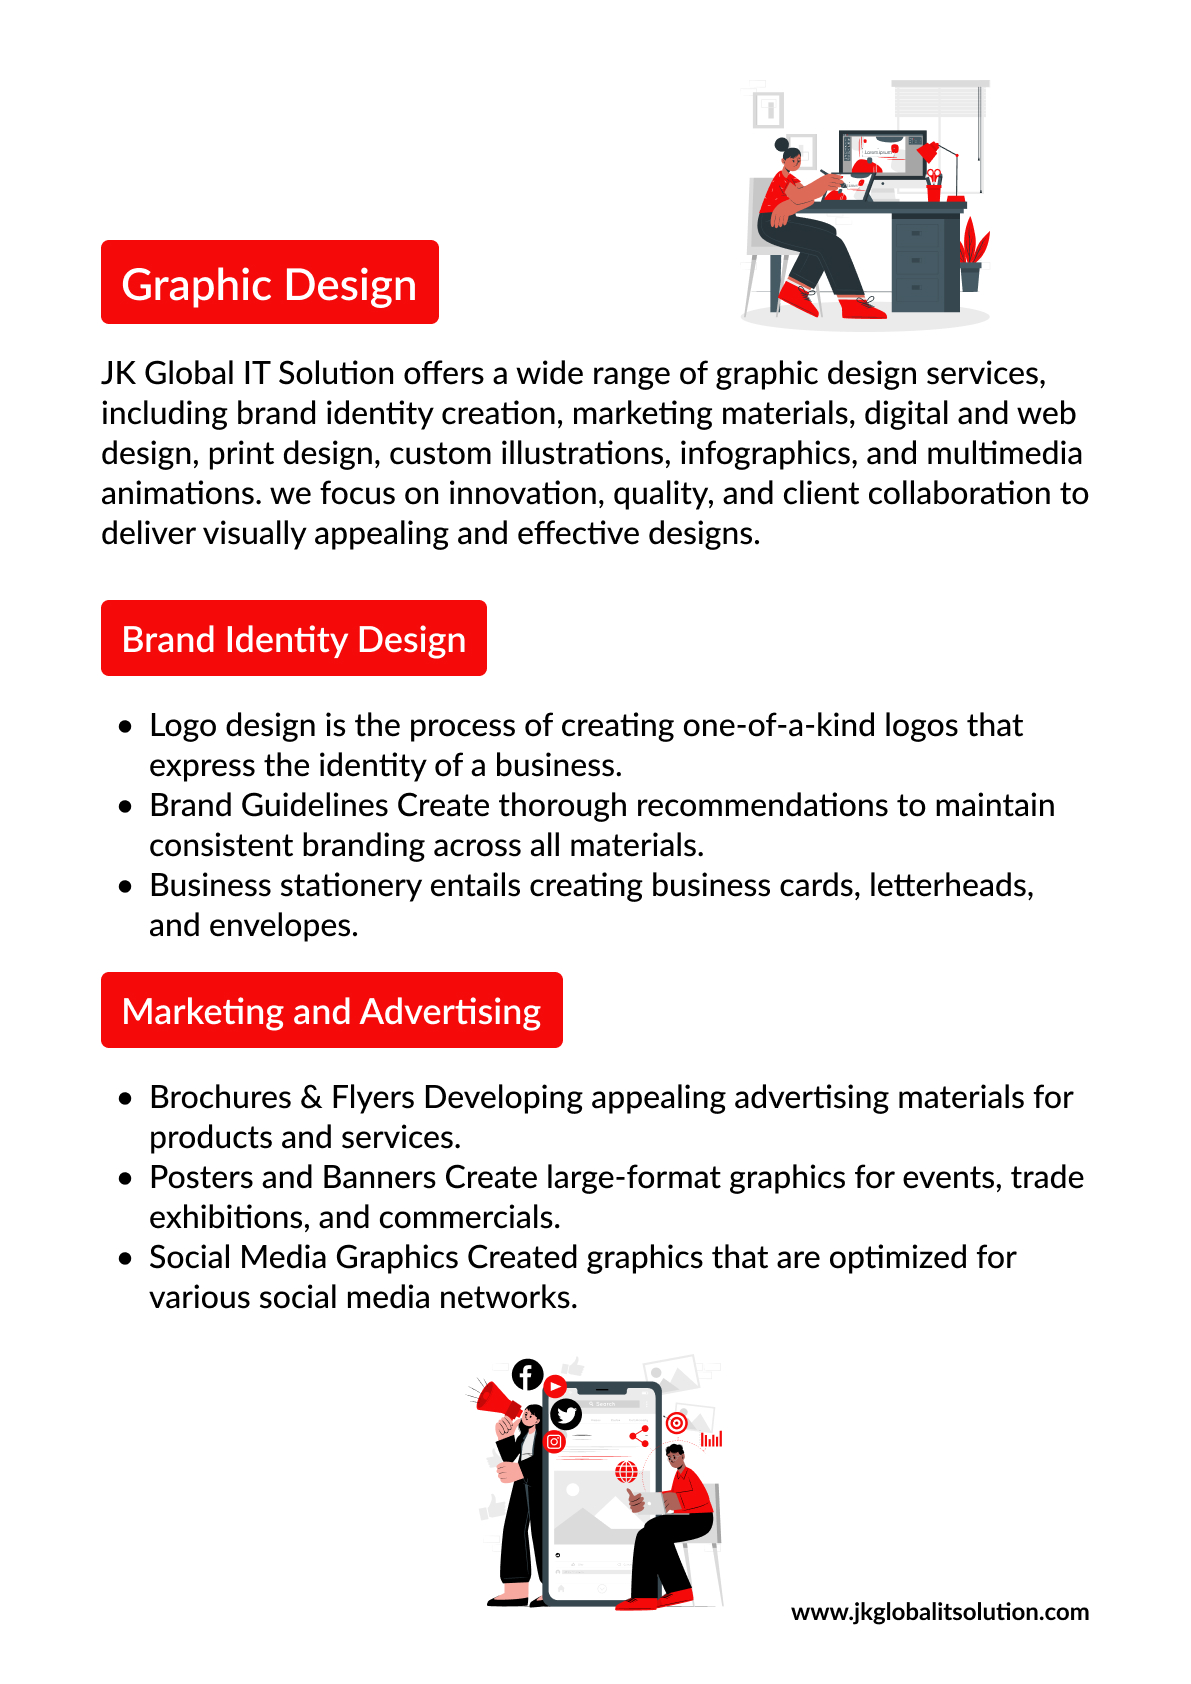 Graphic Design
JK Global IT Solution offers a wide range of graphic design services,
including brand identity creation, marketing materials, digital and web
design, print design, custom illustrations, infographics, and multimedia
animations. we focus on innovation, quality, and client collaboration to
deliver visually appealing and effective designs.
Brand Identity Design
• Logo design is the process of creating one-of-a-kind logos that
express the identity of a business.
• Brand Guidelines Create thorough recommendations to maintain
consistent branding across all materials.
• Business stationery entails creating business cards, letterheads,
and envelopes.
Marketing and Advertising
• Brochures & Flyers Developing appealing advertising materials for
products and services.
• Posters and Banners Create large-format graphics for events, trade
exhibitions, and commercials.
• Social Media Graphics Created graphics that are optimized for
various social media networks.
Search
www.jkglobalitsolution.com